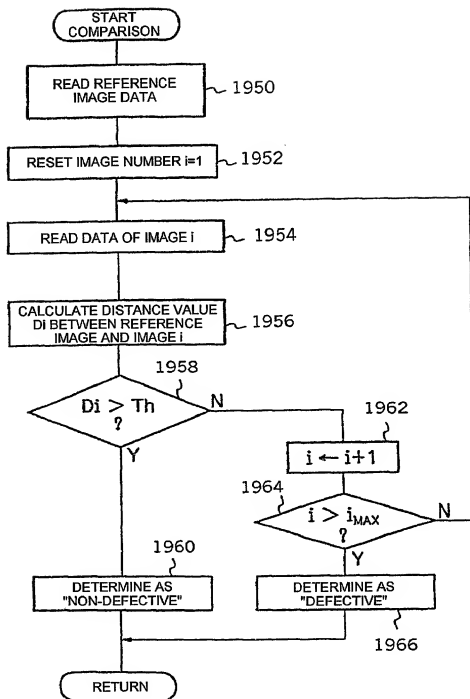 START
COMPARISON
READ REFERENCE
IMAGE DATA
1950
RESET IMAGE NUMBER i=1
1952
READ DATA OF IMAGE i
1954
CALCULATE DISTANCE VALUE
Di BETWEEN REFERENCE
IMAGE AND IMAGE i
1956
1958
Di > Th
?
N
Y
1962
i ← i+1
1964
i > iMAX
?
N
Y
1960
DETERMINE AS
"NON-DEFECTIVE"
DETERMINE AS
"DEFECTIVE"
1966
RETURN